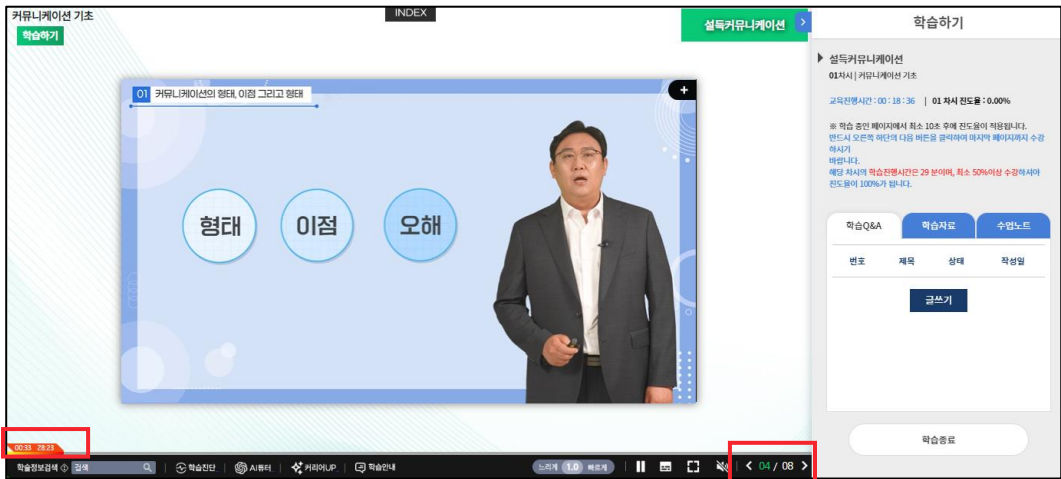 커뮤니케이션 기초
학습하기
INDEX
설득커뮤니케이션 >
01 커뮤니케이션의 형태, 이점 그리고 형태
+
형태 이점 오해
00:33 28:23
학술정보검색 검색
학습진단
AI튜터
커리어UP
학습안내
느리게 1.0 빠르게
< 04 / 08 >
학습하기
설득커뮤니케이션
01차시 | 커뮤니케이션 기초
교육진행시간 : 00 : 18 : 36 | 01 차시 진도율 : 0.00%
※ 학습 중인 페이지에서 최소 10초 후에 진도율이 적용됩니다.
반드시 오른쪽 하단의 다음 버튼을 클릭하여 마지막 페이지까지 수강
하시기
바랍니다.
해당 차시의 학습진행시간은 29 분이며, 최소 50%이상 수강하셔야
진도율이 100%가 됩니다.
학습Q&A 학습자료 수업노트
번호 제목 상태 작성일
글쓰기
학습종료